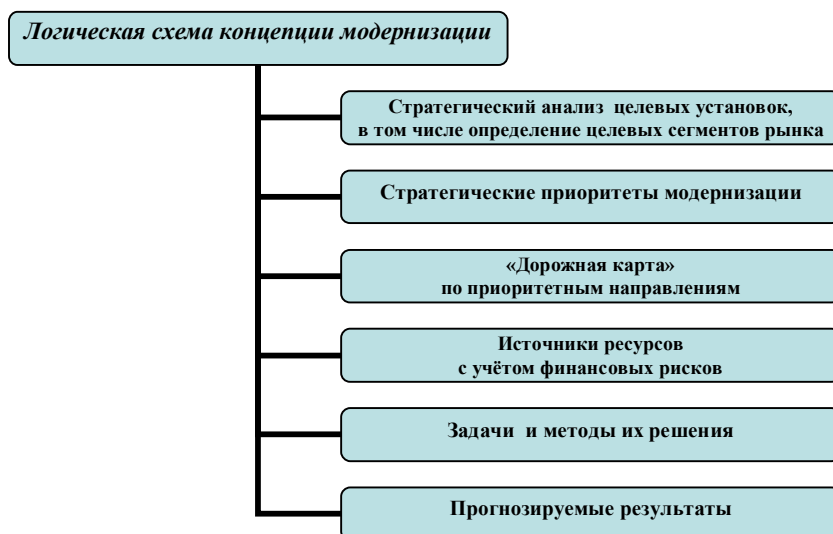 Логическая схема концепции модернизации
Стратегический анализ целевых установок,
в том числе определение целевых сегментов рынка
Стратегические приоритеты модернизации
«Дорожная карта»
по приоритетным направлениям
Источники ресурсов
с учётом финансовых рисков
Задачи и методы их решения
Прогнозируемые результаты